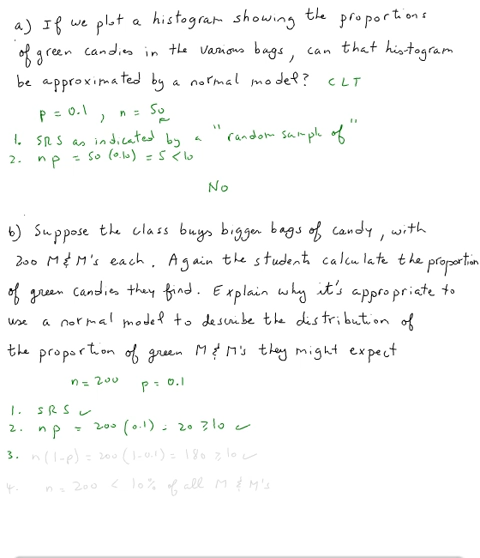 a) If we plot a histogram showing the proportions
of green candies in the various bags, can that histogram
be approximated by a normal model? CLT
p = 0.1, n = 50
1. SRS as indicated by a "random sample of"
2. np = 50 (0.10) = 5 < 10
No
b) Suppose the class buys bigger bags of candy, with
200 M & M's each. Again the students calculate the proportion
of green candies they find. Explain why it's appropriate to
use a normal model to describe the distribution of
the proportion of green M & M's they might expect
n = 200 p = 0.1
1. SRS ✓
2. np = 200 (0.1) = 20 ≥ 10 ✓
3. n(1-p) = 200 (1-0.1) = 180 ≥ 10 ✓
4. n = 200 < 10% of all M & M's